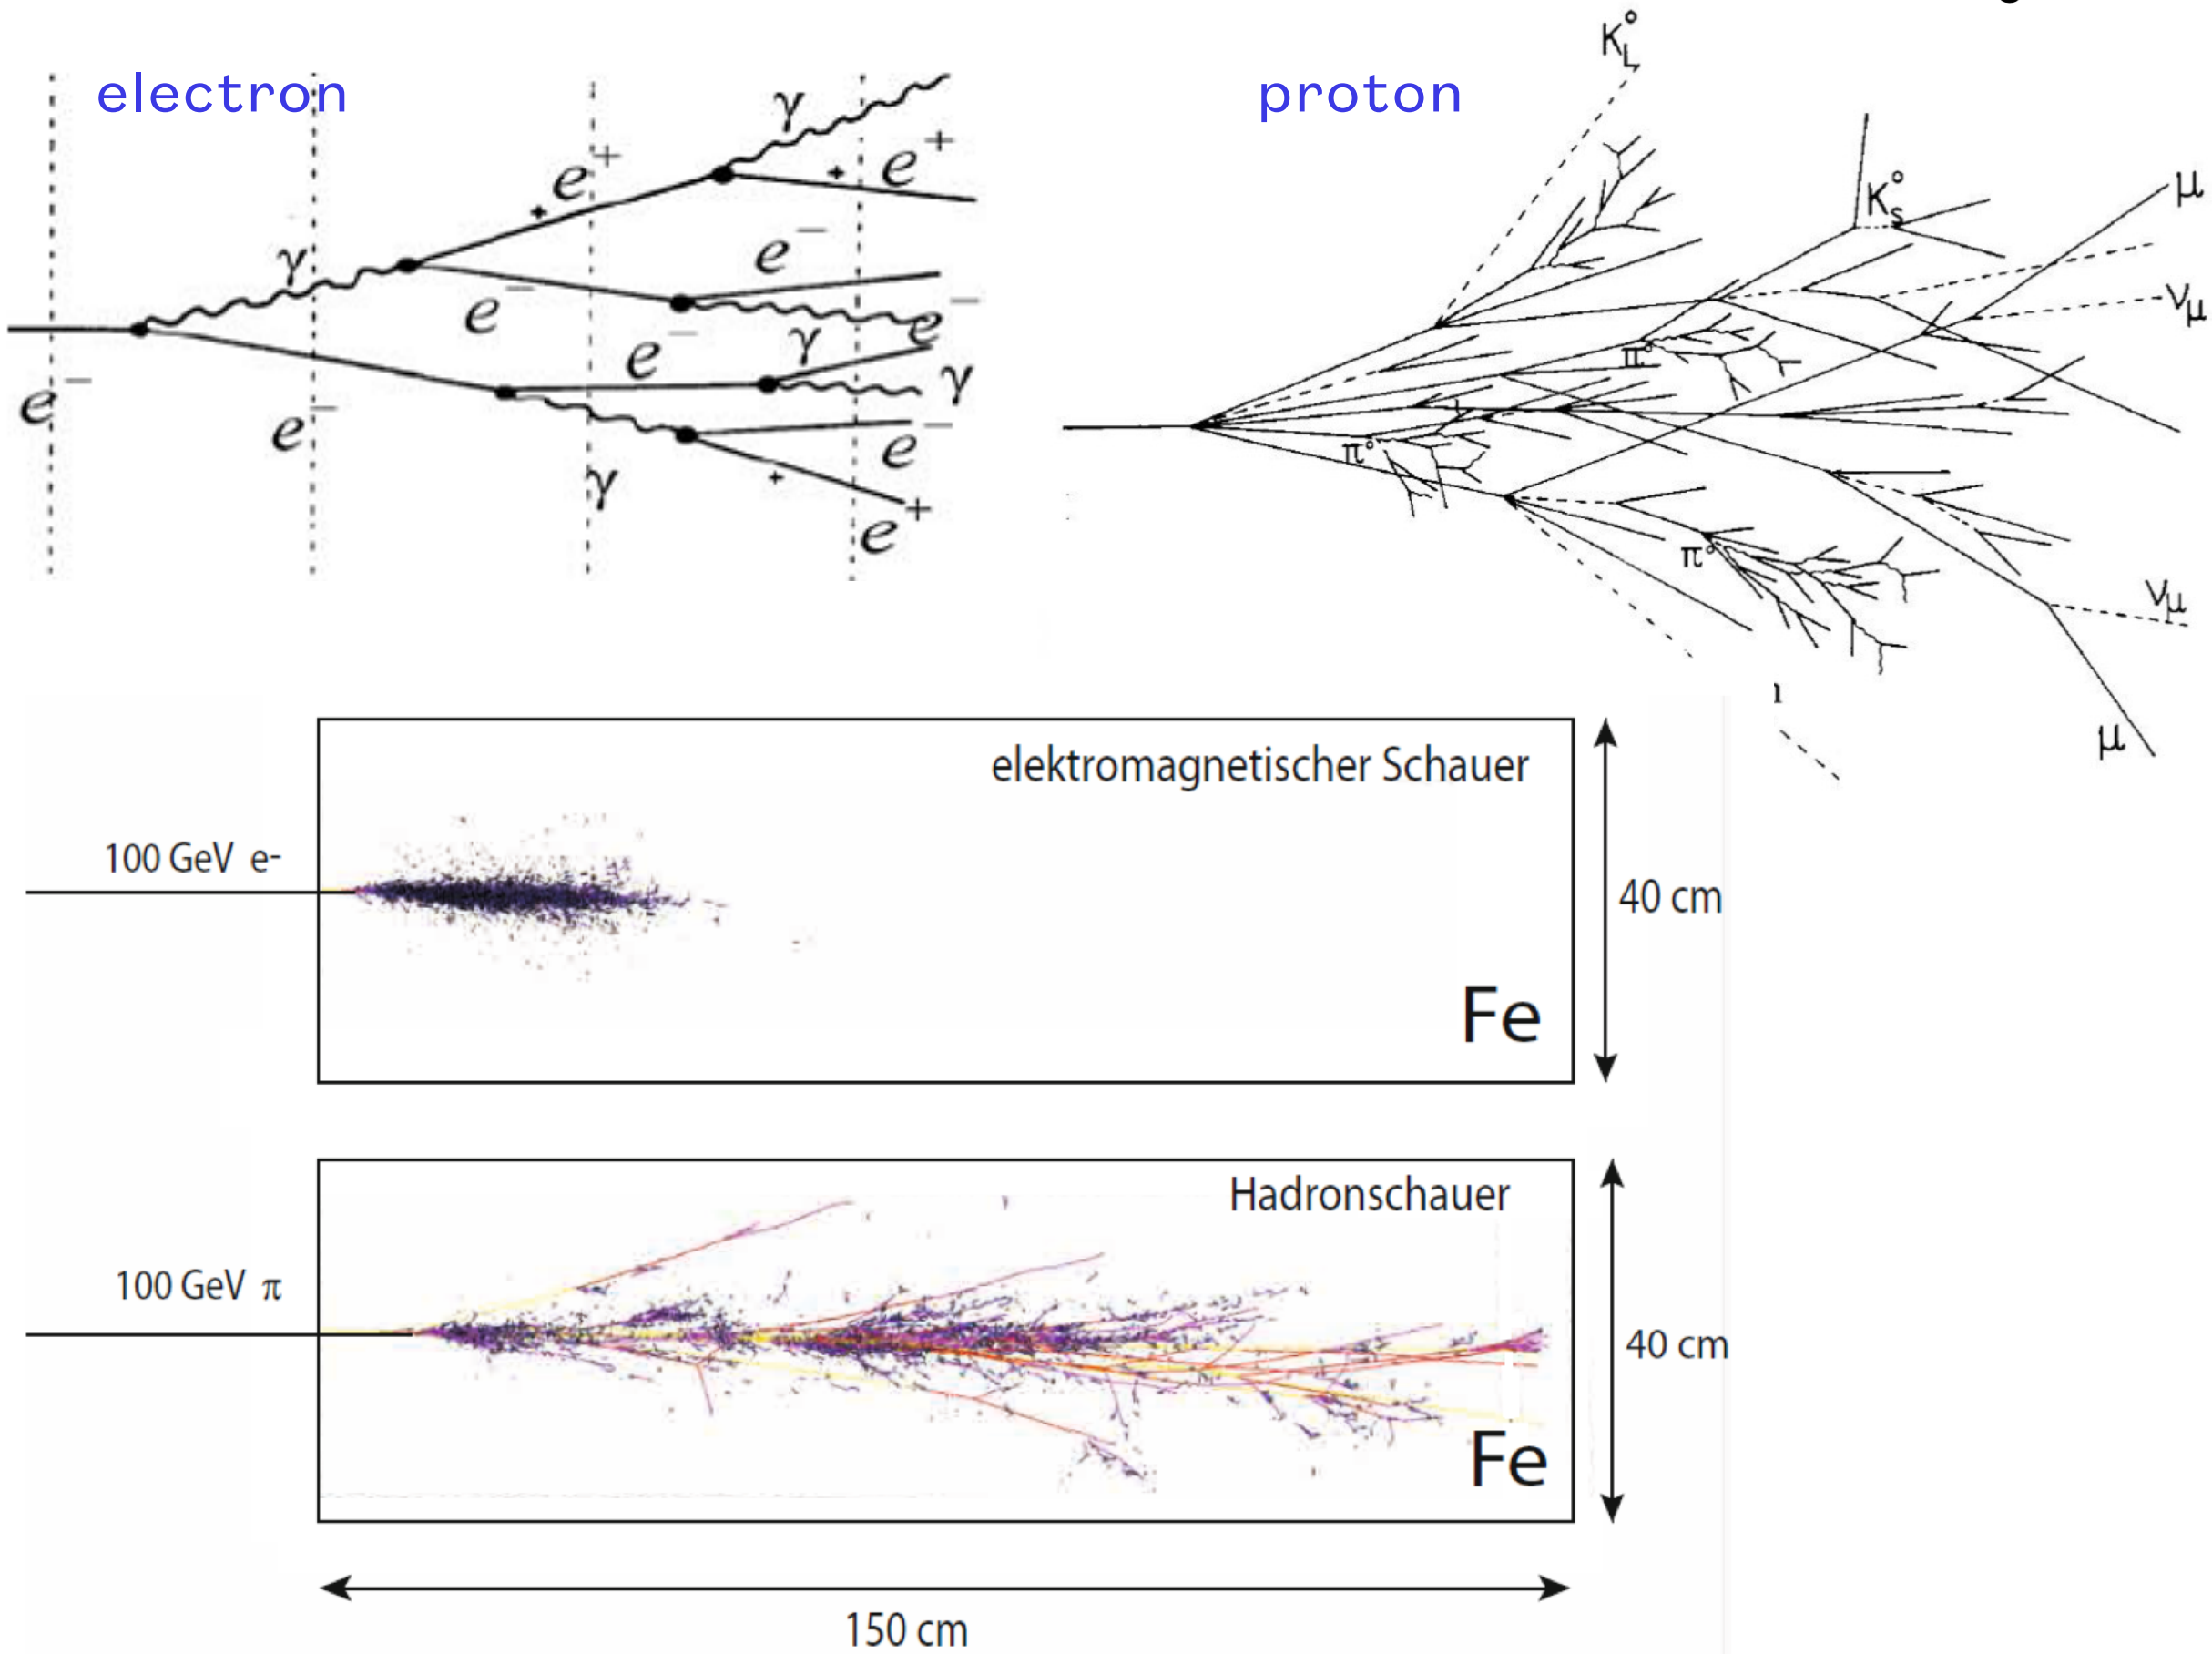 electron
e⁻
γ
e⁻
e⁺
e⁻
γ
e⁺
e⁻
e⁻
γ
e⁻
γ
γ
e⁻
e⁺
proton
K°L
K°S
μ
νμ
π°
π°
π°
νμ
μ
elektromagnetischer Schauer
100 GeV e-
40 cm
Fe
Hadronschauer
100 GeV π
40 cm
Fe
150 cm